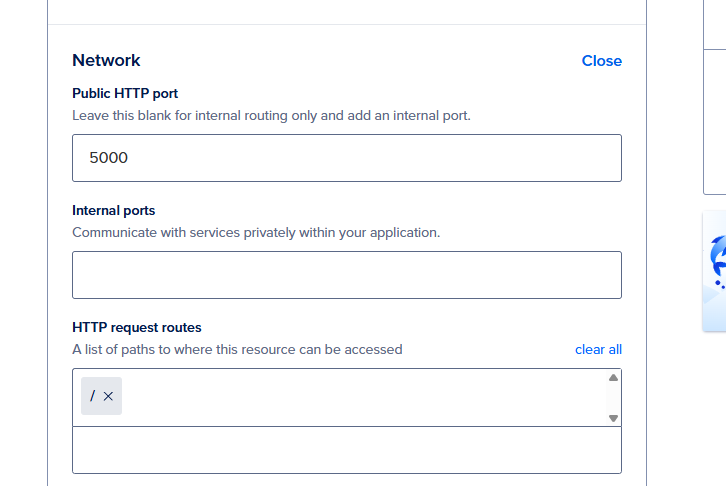 Network
Close
Public HTTP port
Leave this blank for internal routing only and add an internal port.
5000
Internal ports
Communicate with services privately within your application.
HTTP request routes
A list of paths to where this resource can be accessed
clear all
/ ×